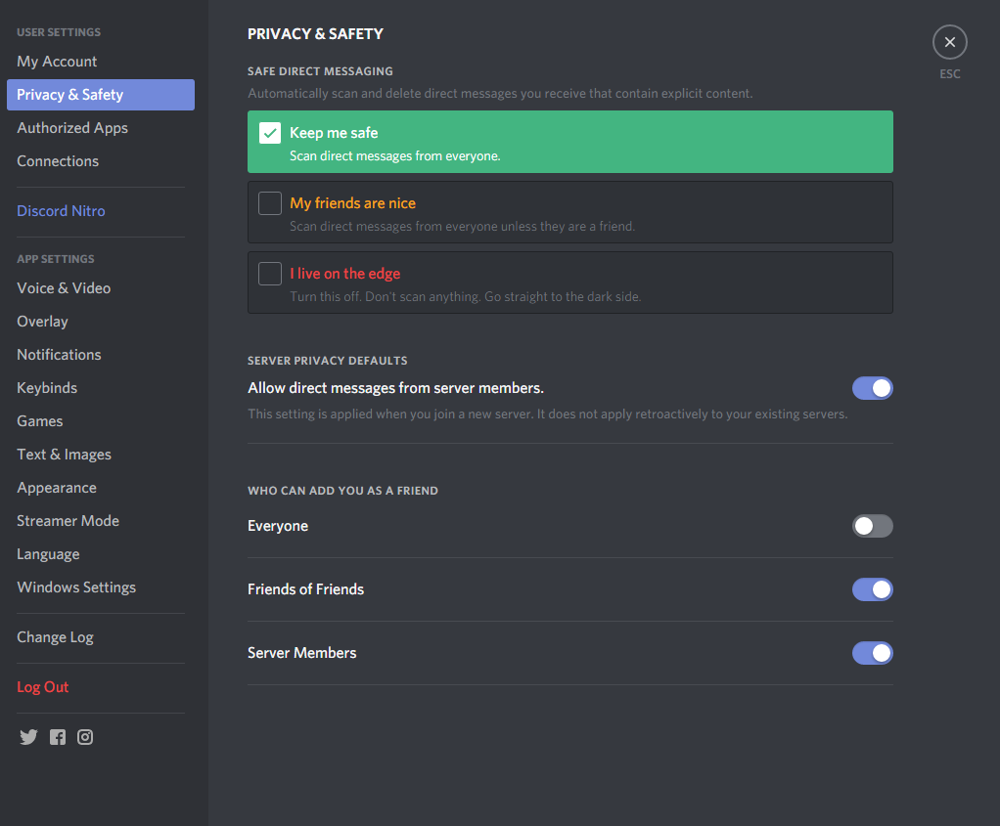 USER SETTINGS
My Account
Privacy & Safety
Authorized Apps
Connections
Discord Nitro
APP SETTINGS
Voice & Video
Overlay
Notifications
Keybinds
Games
Text & Images
Appearance
Streamer Mode
Language
Windows Settings
Change Log
Log Out
PRIVACY & SAFETY
ESC
SAFE DIRECT MESSAGING
Automatically scan and delete direct messages you receive that contain explicit content.
Keep me safe
Scan direct messages from everyone.
My friends are nice
Scan direct messages from everyone unless they are a friend.
I live on the edge
Turn this off. Don't scan anything. Go straight to the dark side.
SERVER PRIVACY DEFAULTS
Allow direct messages from server members.
This setting is applied when you join a new server. It does not apply retroactively to your existing servers.
WHO CAN ADD YOU AS A FRIEND
Everyone
Friends of Friends
Server Members